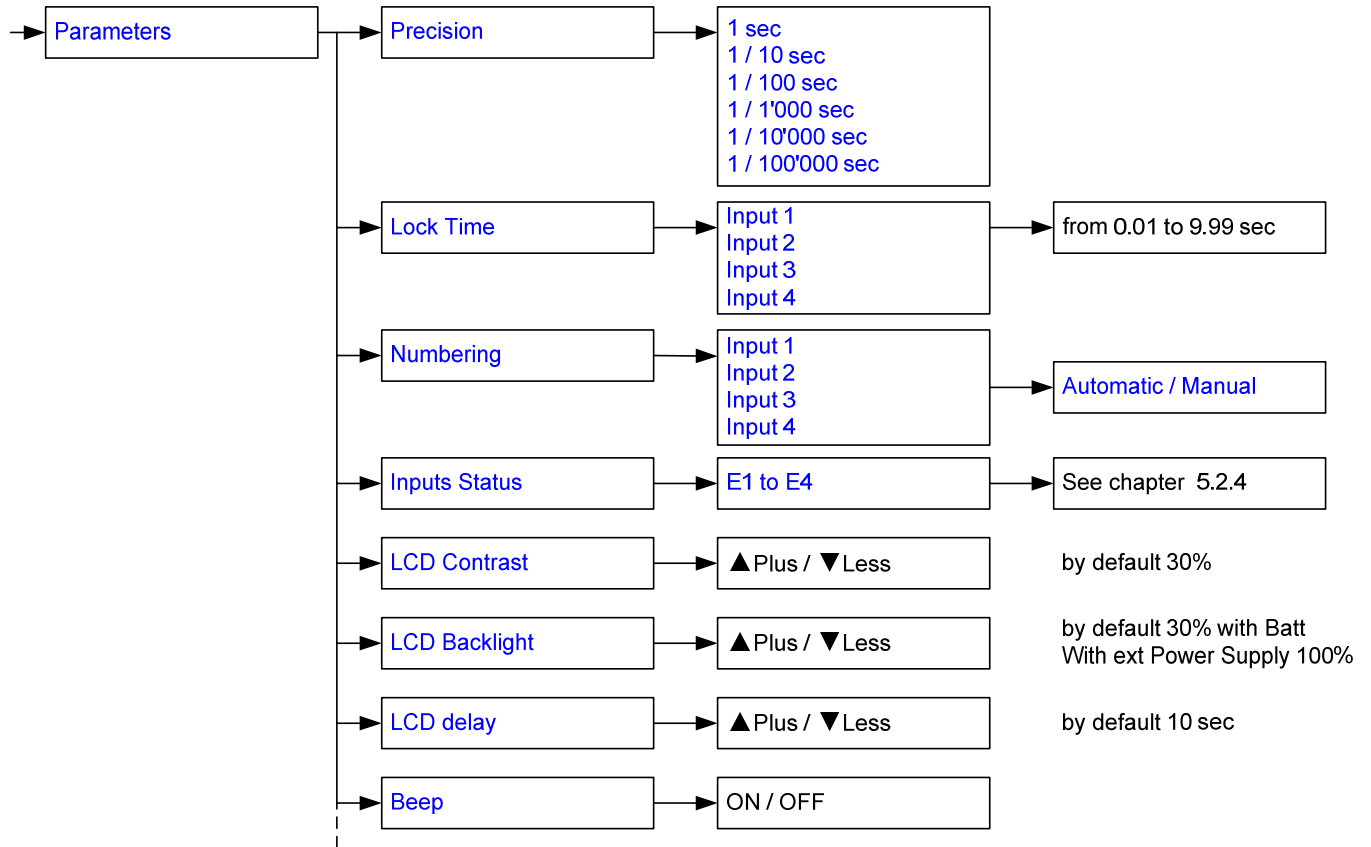 Parameters
Precision
1 sec
1 / 10 sec
1 / 100 sec
1 / 1'000 sec
1 / 10'000 sec
1 / 100'000 sec
Lock Time
Input 1
Input 2
Input 3
Input 4
from 0.01 to 9.99 sec
Numbering
Input 1
Input 2
Input 3
Input 4
Automatic / Manual
Inputs Status
E1 to E4
See chapter 5.2.4
LCD Contrast
▲Plus / ▼Less
by default 30%
LCD Backlight
▲Plus / ▼Less
by default 30% with Batt
With ext Power Supply 100%
LCD delay
▲Plus / ▼Less
by default 10 sec
Beep
ON / OFF